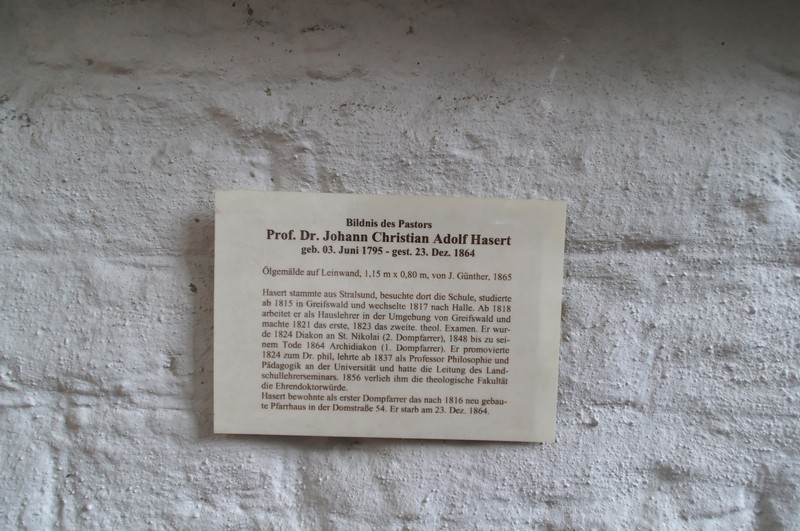 Bildnis des Pastors
Prof. Dr. Johann Christian Adolf Hasert
geb. 03. Juni 1795 - gest. 23. Dez. 1864
Ölgemälde auf Leinwand, 1,15 m x 0,80 m, von J. Günther, 1865
Hasert stammte aus Stralsund, besuchte dort die Schule, studierte
ab 1815 in Greifswald und wechselte 1817 nach Halle. Ab 1818
arbeitet er als Hauslehrer in der Umgebung von Greifswald und
machte 1821 das erste, 1823 das zweite. theol. Examen. Er wur-
de 1824 Diakon an St. Nikolai (2. Dompfarrer), 1848 bis zu sei-
nem Tode 1864 Archidiakon (1. Dompfarrer). Er promovierte
1824 zum Dr. phil, lehrte ab 1837 als Professor Philosophie und
Pädagogik an der Universität und hatte die Leitung des Land-
schullehrerseminars. 1856 verlieh ihm die theologische Fakultät
die Ehrendoktorwürde.
Hasert bewohnte als erster Dompfarrer das nach 1816 neu gebau-
te Pfarrhaus in der Domstraße 54. Er starb am 23. Dez. 1864.